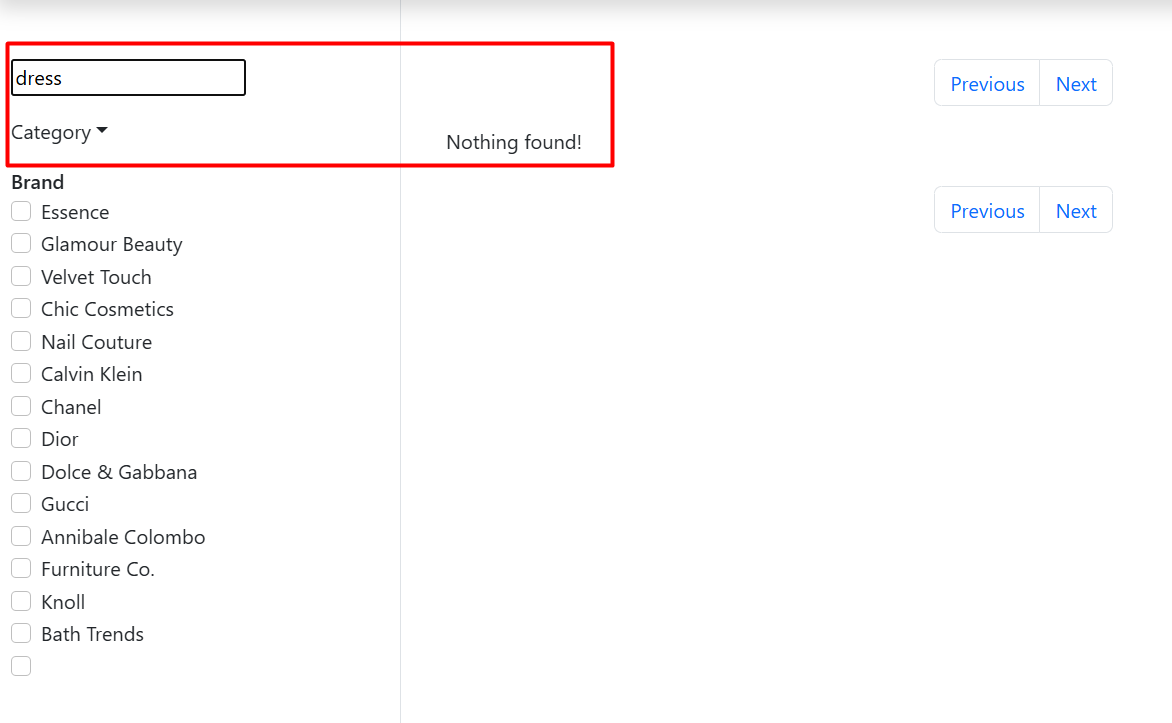 dress
Previous Next
Category
Nothing found!
Brand
Essence
Previous Next
Glamour Beauty
Velvet Touch
Chic Cosmetics
Nail Couture
Calvin Klein
Chanel
Dior
Dolce & Gabbana
Gucci
Annibale Colombo
Furniture Co.
Knoll
Bath Trends